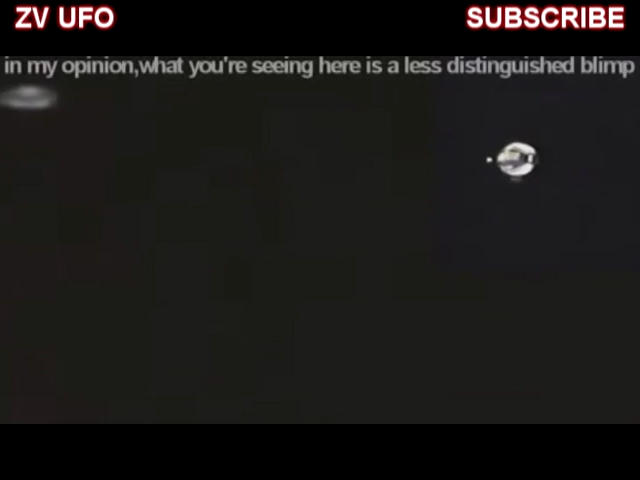 ZV UFO
SUBSCRIBE
in my opinion,what you're seeing here is a less distinguished blimp